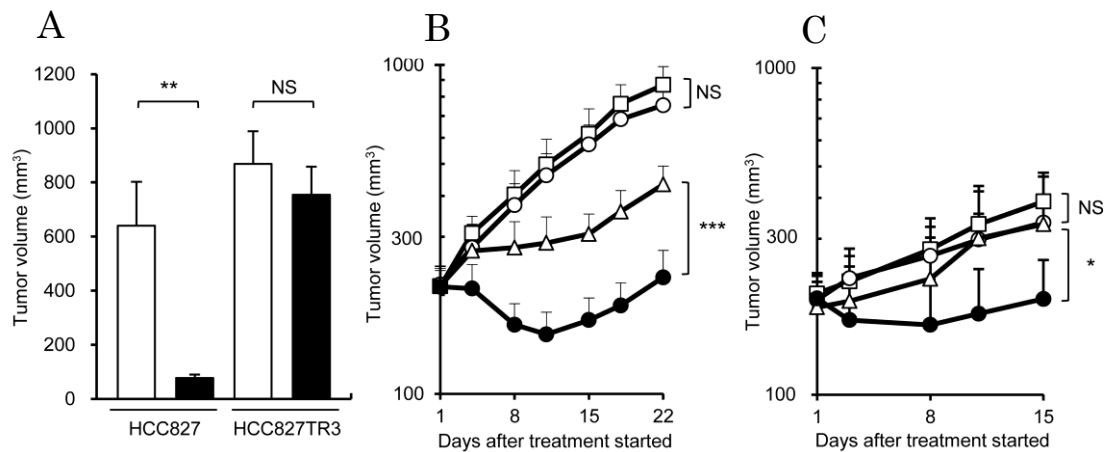 A
Tumor volume (mm³)
1200
1000
800
600
400
200
0
**
NS
HCC827
HCC827TR3
B
Tumor volume (mm³)
1000
300
100
NS
***
1
8
15
22
Days after treatment started
C
Tumor volume (mm³)
1000
300
100
NS
*
1
8
15
Days after treatment started